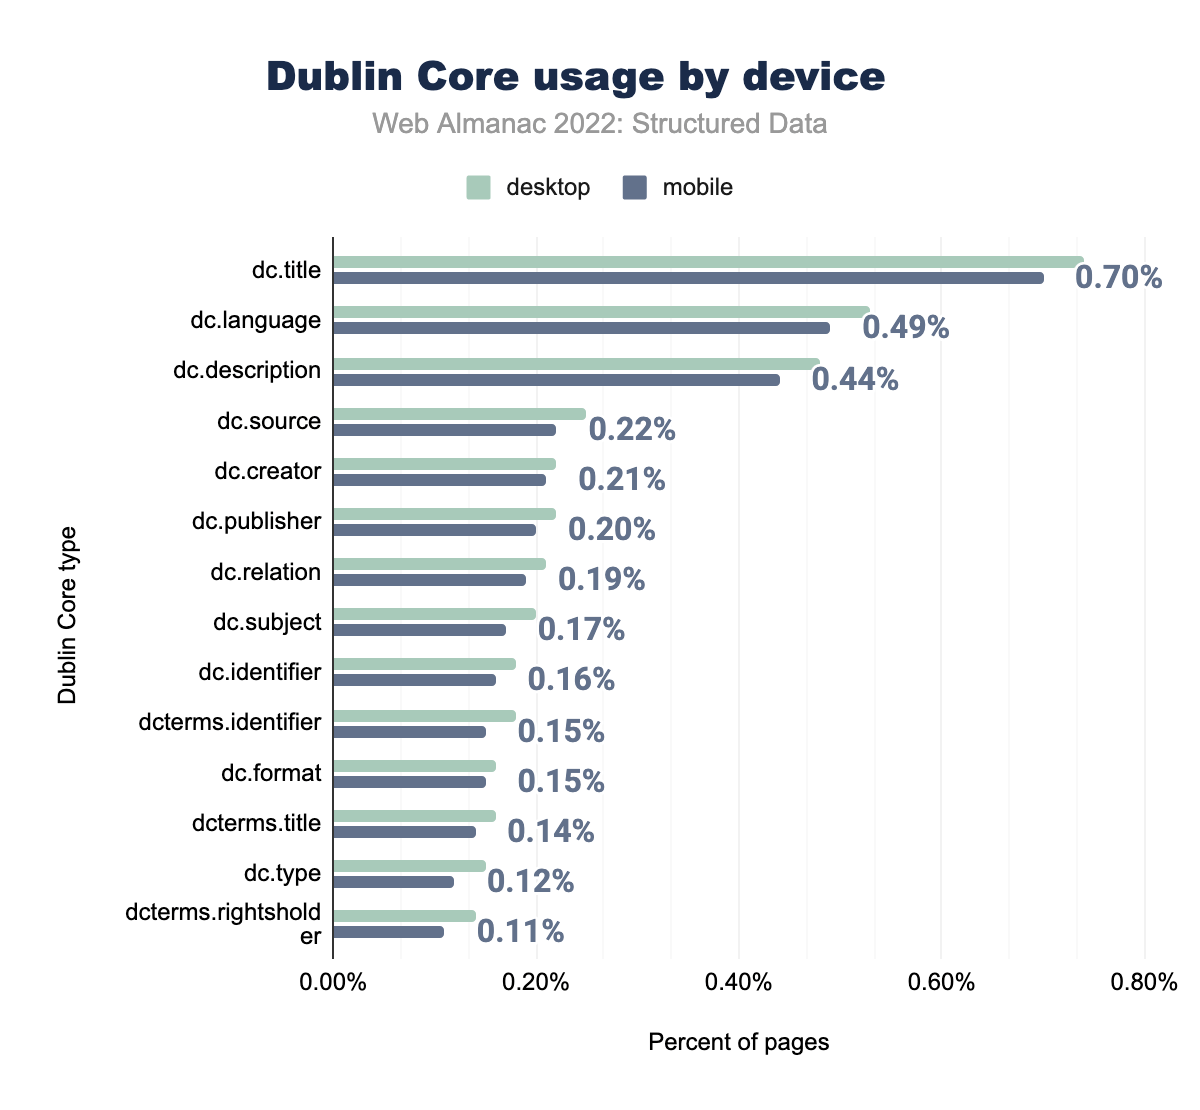 Dublin Core usage by device
Web Almanac 2022: Structured Data
desktop mobile
dc.title 0.70%
dc.language 0.49%
dc.description 0.44%
dc.source 0.22%
dc.creator 0.21%
dc.publisher 0.20%
dc.relation 0.19%
dc.subject 0.17%
dc.identifier 0.16%
dcterms.identifier 0.15%
dc.format 0.15%
dcterms.title 0.14%
dc.type 0.12%
dcterms.rightshold
er 0.11%
Dublin Core type
0.00% 0.20% 0.40% 0.60% 0.80%
Percent of pages